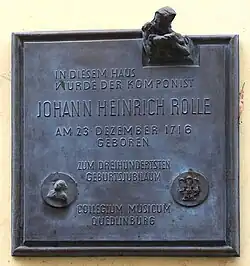 IN DIESEM HAUS
WURDE DER KOMPONIST
JOHANN HEINRICH ROLLE
AM 23 DEZEMBER 1716
GEBOREN
ZUM DREIHUNDERTSTEN
GEBURTSJUBILÄUM
COLLEGIUM MUSICUM
QUEDLINBURG